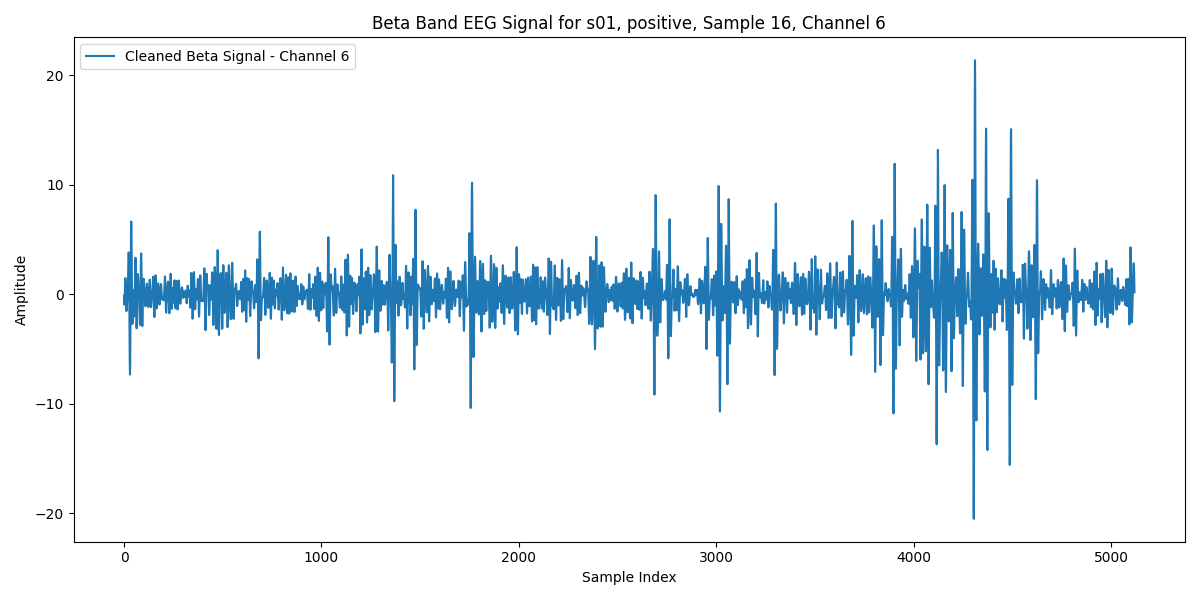 Beta Band EEG Signal for s01, positive, Sample 16, Channel 6
Cleaned Beta Signal - Channel 6
20
10
0
−10
−20
Amplitude
0 1000 2000 3000 4000 5000
Sample Index